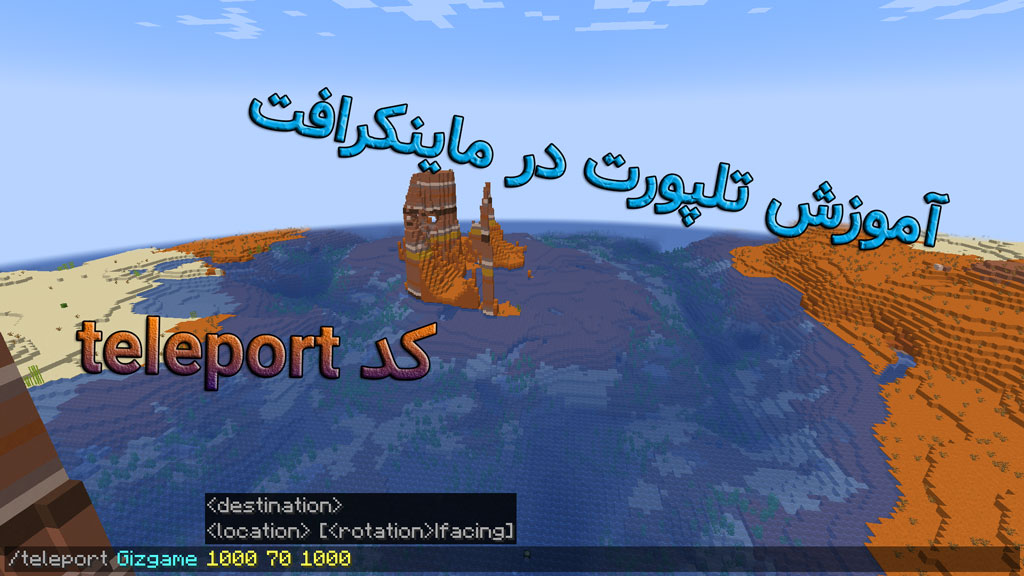 آموزش تلپورت در ماینکرافت
کد teleport
<destination>
<location> [<rotation>|facing]
/teleport Gizgame 1000 70 1000